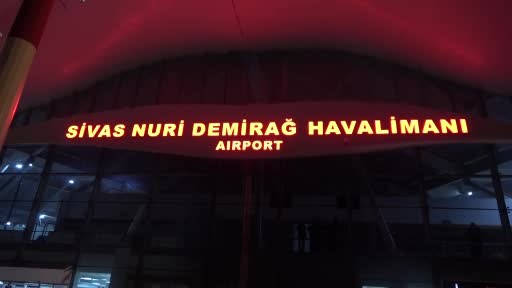 SİVAS NURİ DEMİRAĞ HAVALİMANI
AIRPORT